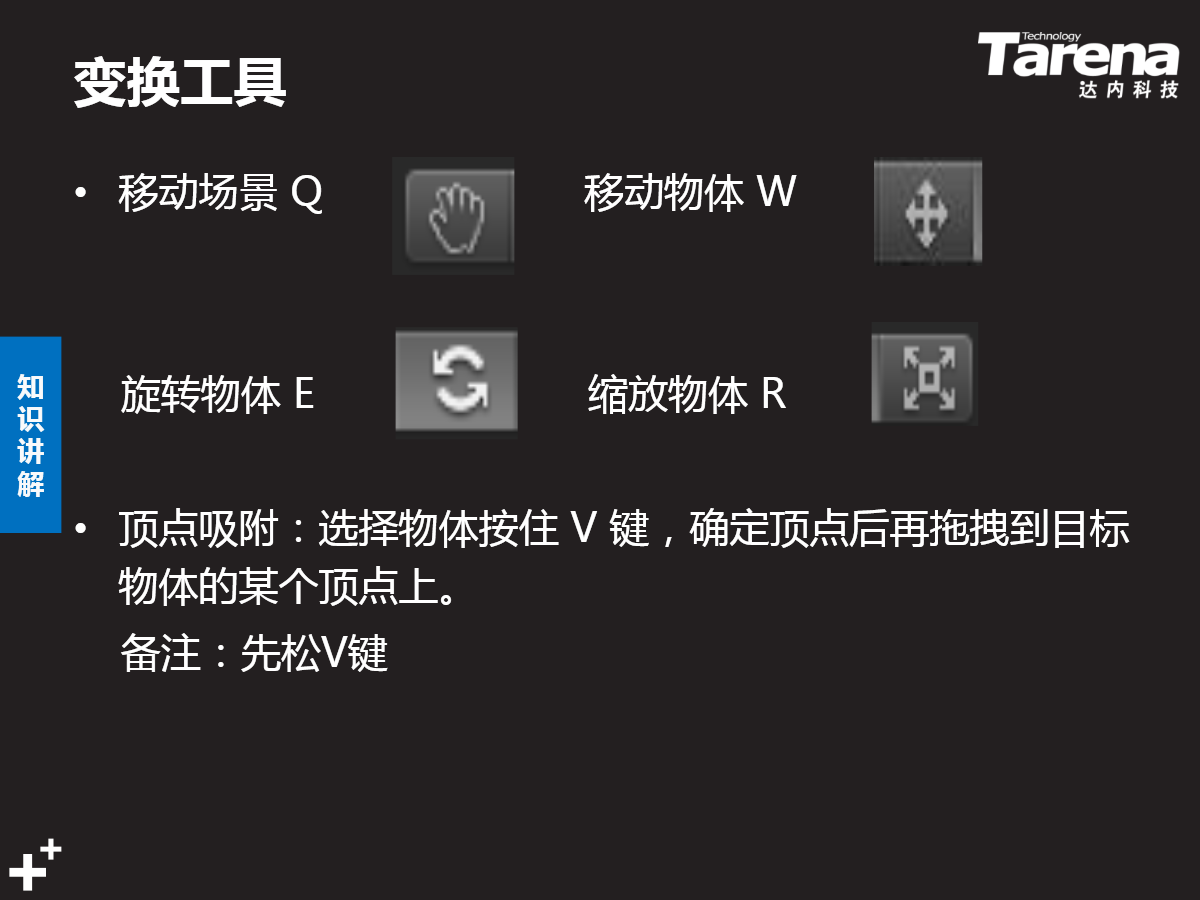 变换工具
Technology
Tarena
达内科技
• 移动场景 Q
移动物体 W
旋转物体 E
缩放物体 R
知识讲解
• 顶点吸附：选择物体按住 V 键，确定顶点后再拖拽到目标
物体的某个顶点上。
备注：先松V键